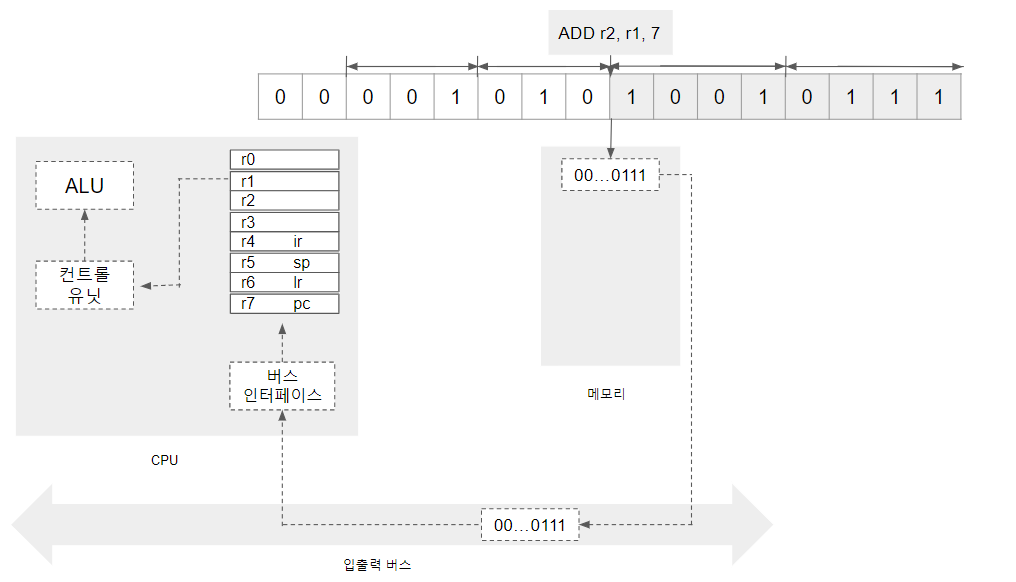 ADD r2, r1, 7
0 0 0 0 1 0 1 0 1 0 0 1 0 1 1 1
ALU
컨트롤
유닛
r0
r1
r2
r3
r4 ir
r5 sp
r6 lr
r7 pc
버스
인터페이스
CPU
00...0111
메모리
00...0111
입출력 버스